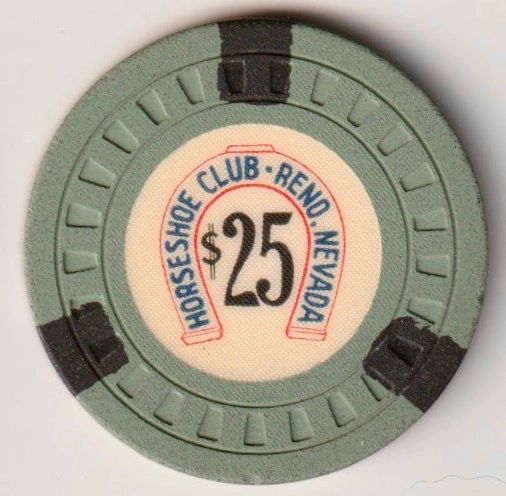 HORSESHOE CLUB · RENO, NEVADA
$25